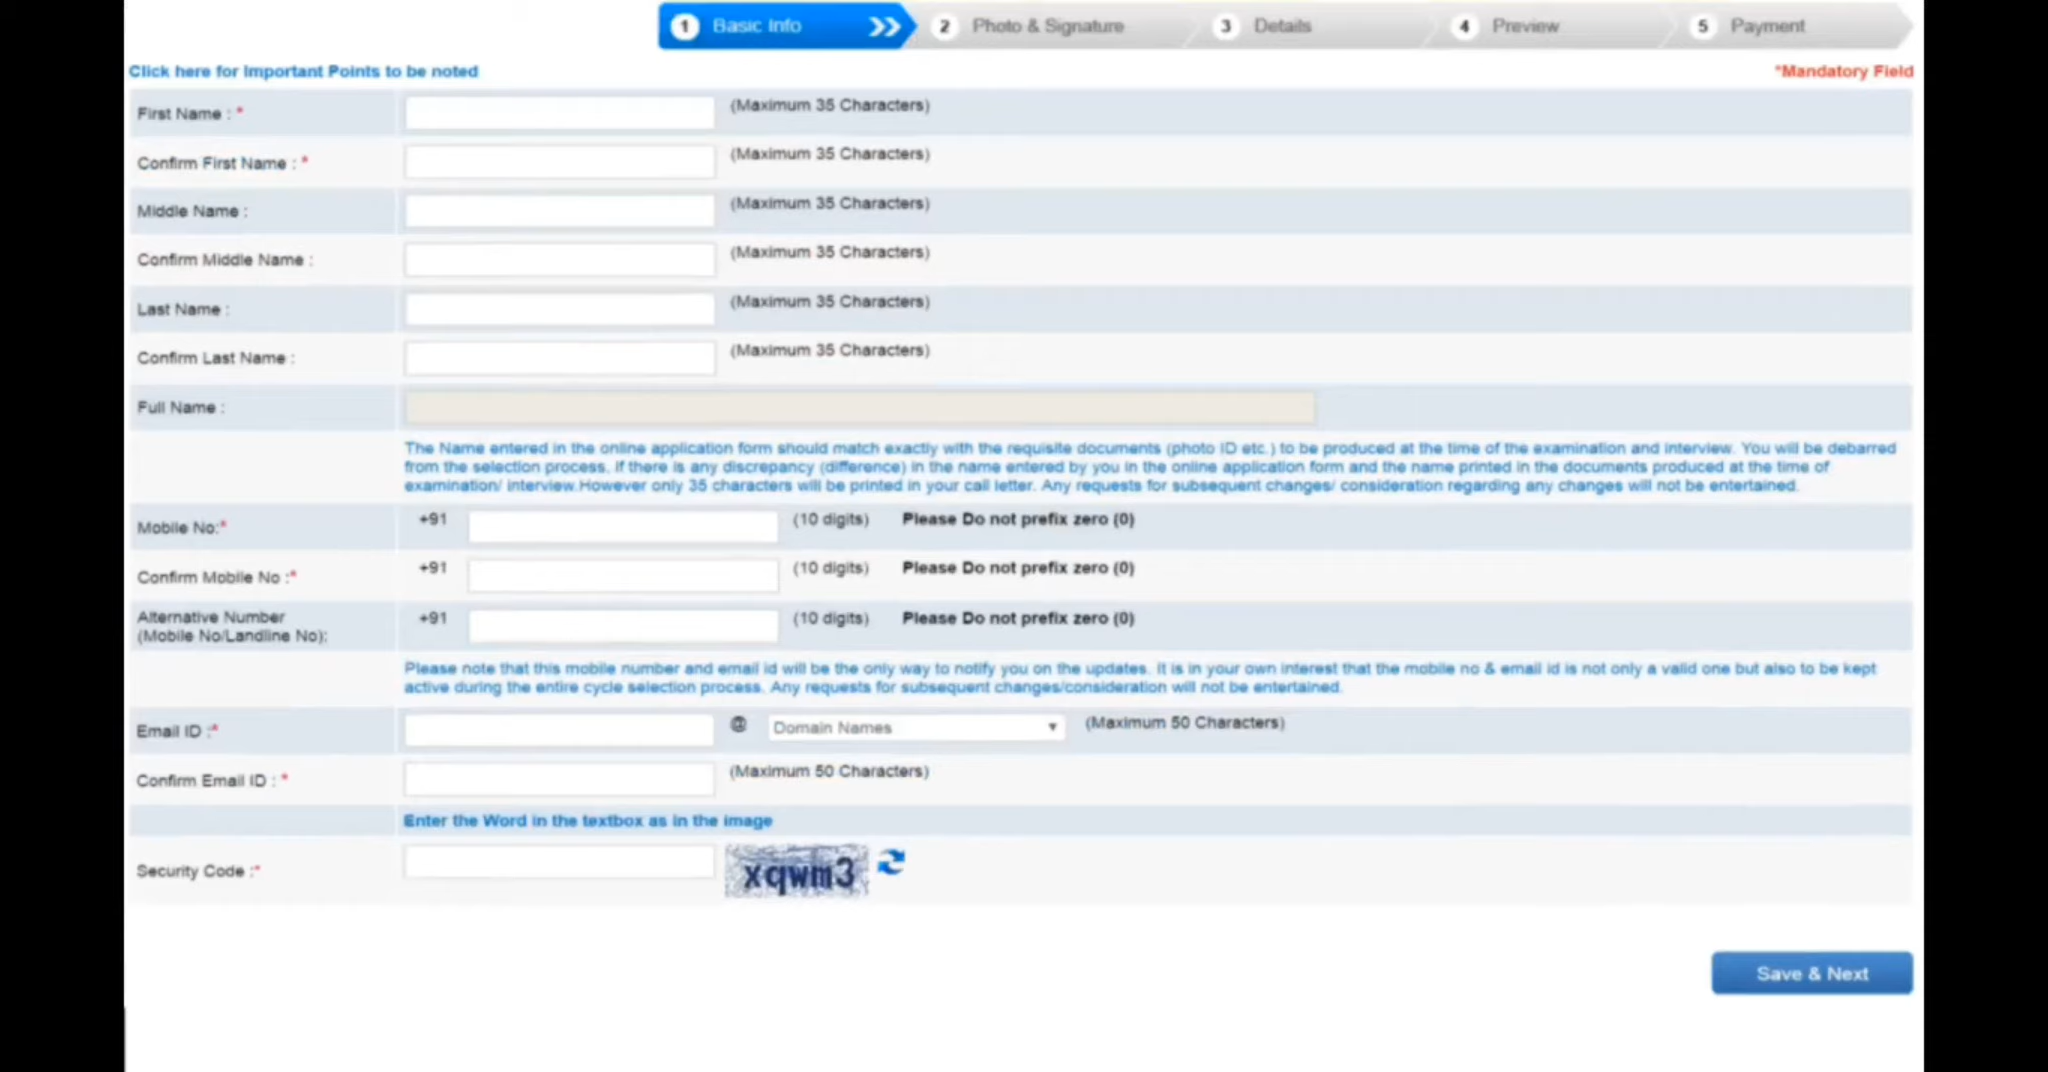 1 Basic Info 2 Photo & Signature 3 Details 4 Preview 5 Payment
Click here for Important Points to be noted *Mandatory Field
First Name : * (Maximum 35 Characters)
Confirm First Name : * (Maximum 35 Characters)
Middle Name : (Maximum 35 Characters)
Confirm Middle Name : (Maximum 35 Characters)
Last Name : (Maximum 35 Characters)
Confirm Last Name : (Maximum 35 Characters)
Full Name :
The Name entered in the online application form should match exactly with the requisite documents (photo ID etc.) to be produced at the time of the examination and interview. You will be debarred
from the selection process, if there is any discrepancy (difference) in the name entered by you in the online application form and the name printed in the documents produced at the time of
examination/ interview.However only 35 characters will be printed in your call letter. Any requests for subsequent changes/ consideration regarding any changes will not be entertained.
Mobile No:* +91 (10 digits) Please Do not prefix zero (0)
Confirm Mobile No :* +91 (10 digits) Please Do not prefix zero (0)
Alternative Number
(Mobile No/Landline No): +91 (10 digits) Please Do not prefix zero (0)
Please note that this mobile number and email id will be the only way to notify you on the updates. It is in your own interest that the mobile no & email id is not only a valid one but also to be kept
active during the entire cycle selection process. Any requests for subsequent changes/consideration will not be entertained.
Email ID :* @ Domain Names (Maximum 50 Characters)
Confirm Email ID : * (Maximum 50 Characters)
Enter the Word in the textbox as in the image
Security Code :* xqwm3
Save & Next